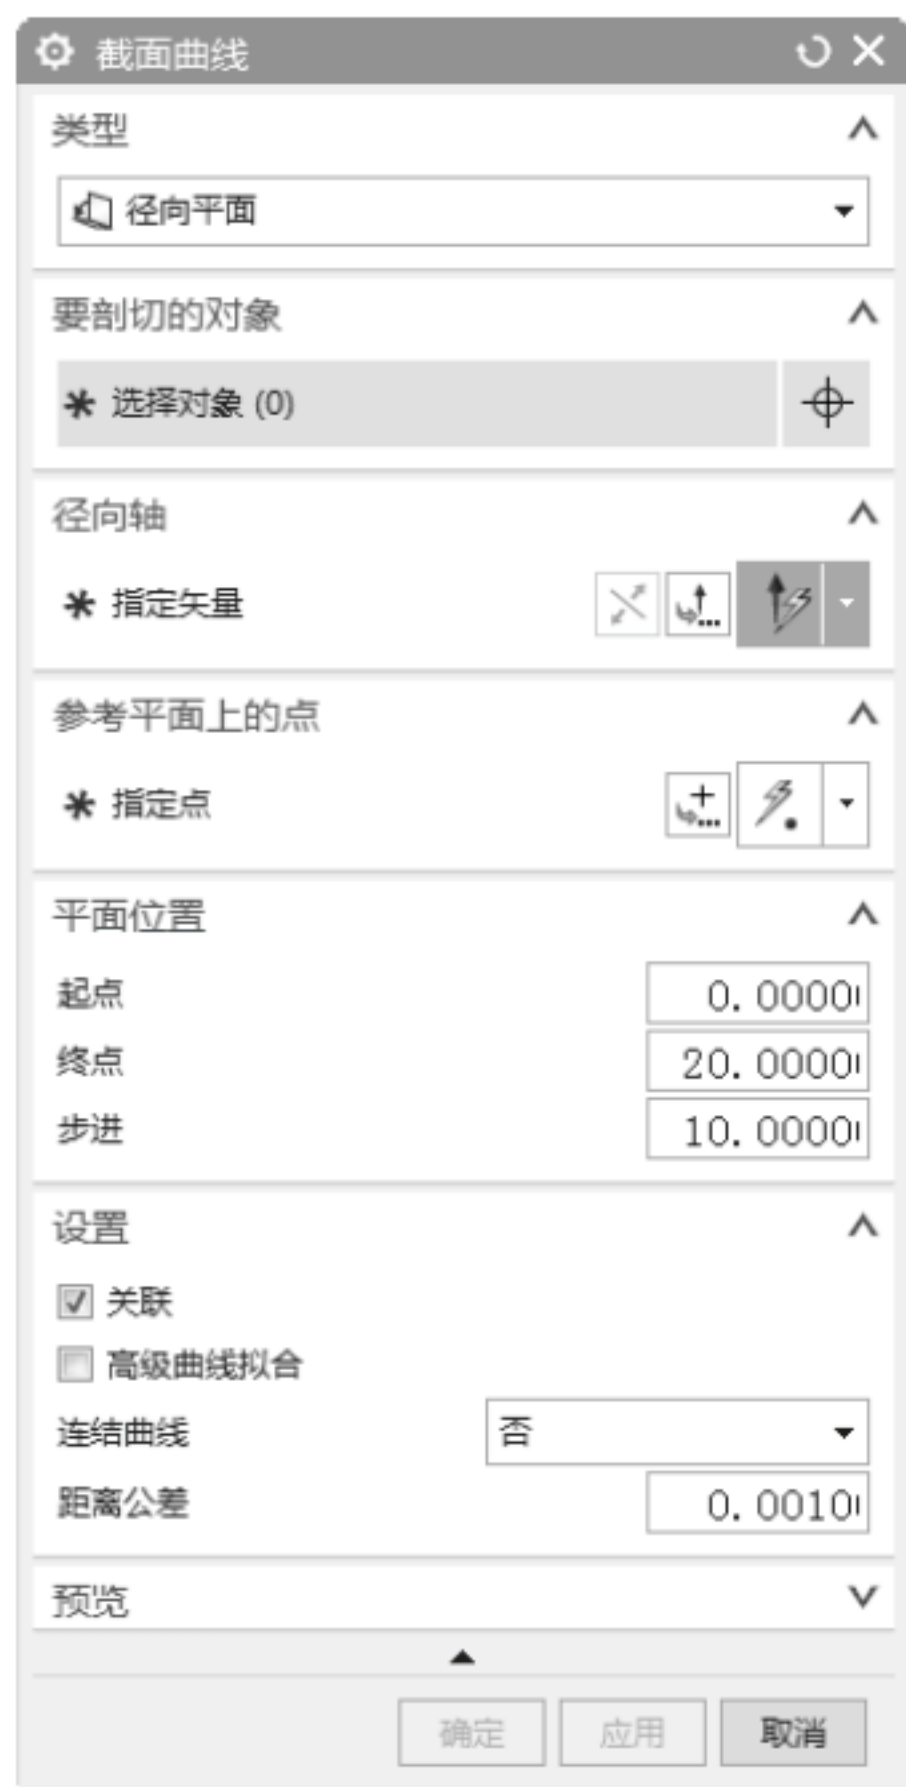 截面曲线
类型
径向平面
要剖切的对象
选择对象 (0)
径向轴
指定矢量
参考平面上的点
指定点
平面位置
起点 0.0000
终点 20.0000
步进 10.0000
设置
关联
高级曲线拟合
连结曲线 否
距离公差 0.0010
预览
确定 应用 取消